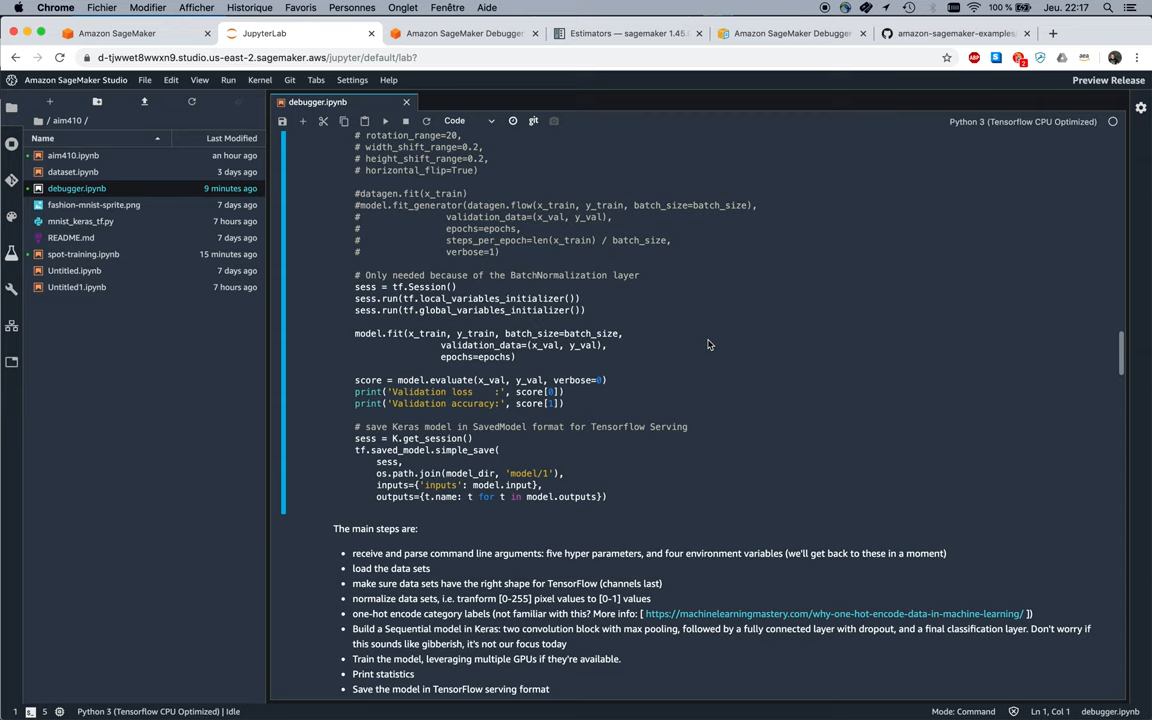 Chrome Fichier Modifier Afficher Historique Favoris Personnes Onglet Fenêtre Aide 100 % Jeu. 22:17
Amazon SageMaker JupyterLab Amazon SageMaker Debugger Estimators — sagemaker 1.45. Amazon SageMaker Debugger amazon-sagemaker-examples
d-tjwwet8wwxn9.studio.us-east-2.sagemaker.aws/jupyter/default/lab? ABP 2 aws
Amazon SageMaker Studio File Edit View Run Kernel Git Tabs Settings Help Preview Release
debugger.ipynb
/ aim410 /
Code git Python 3 (Tensorflow CPU Optimized)
Name Last Modified
aim410.ipynb an hour ago
dataset.ipynb 3 days ago
debugger.ipynb 9 minutes ago
fashion-mnist-sprite.png 7 days ago
mnist_keras_tf.py 7 hours ago
README.md 7 days ago
spot-training.ipynb 15 minutes ago
Untitled.ipynb 7 days ago
Untitled1.ipynb 7 hours ago
# rotation_range=20,
# width_shift_range=0.2,
# height_shift_range=0.2,
# horizontal_flip=True)
#datagen.fit(x_train)
#model.fit_generator(datagen.flow(x_train, y_train, batch_size=batch_size),
# validation_data=(x_val, y_val),
# epochs=epochs,
# steps_per_epoch=len(x_train) / batch_size,
# verbose=1)
# Only needed because of the BatchNormalization layer
sess = tf.Session()
sess.run(tf.local_variables_initializer())
sess.run(tf.global_variables_initializer())
model.fit(x_train, y_train, batch_size=batch_size,
validation_data=(x_val, y_val),
epochs=epochs)
score = model.evaluate(x_val, y_val, verbose=0)
print('Validation loss    :', score[0])
print('Validation accuracy:', score[1])
# save Keras model in SavedModel format for Tensorflow Serving
sess = K.get_session()
tf.saved_model.simple_save(
sess,
os.path.join(model_dir, 'model/1'),
inputs={'inputs': model.input},
outputs={t.name: t for t in model.outputs})
The main steps are:
• receive and parse command line arguments: five hyper parameters, and four environment variables (we'll get back to these in a moment)
• load the data sets
• make sure data sets have the right shape for TensorFlow (channels last)
• normalize data sets, i.e. tranform [0-255] pixel values to [0-1] values
• one-hot encode category labels (not familiar with this? More info: [ https://machinelearningmastery.com/why-one-hot-encode-data-in-machine-learning/ ])
• Build a Sequential model in Keras: two convolution block with max pooling, followed by a fully connected layer with dropout, and a final classification layer. Don't worry if
this sounds like gibberish, it's not our focus today
• Train the model, leveraging multiple GPUs if they're available.
• Print statistics
• Save the model in TensorFlow serving format
1 5 Python 3 (Tensorflow CPU Optimized) | Idle Mode: Command Ln 1, Col 1 debugger.ipynb